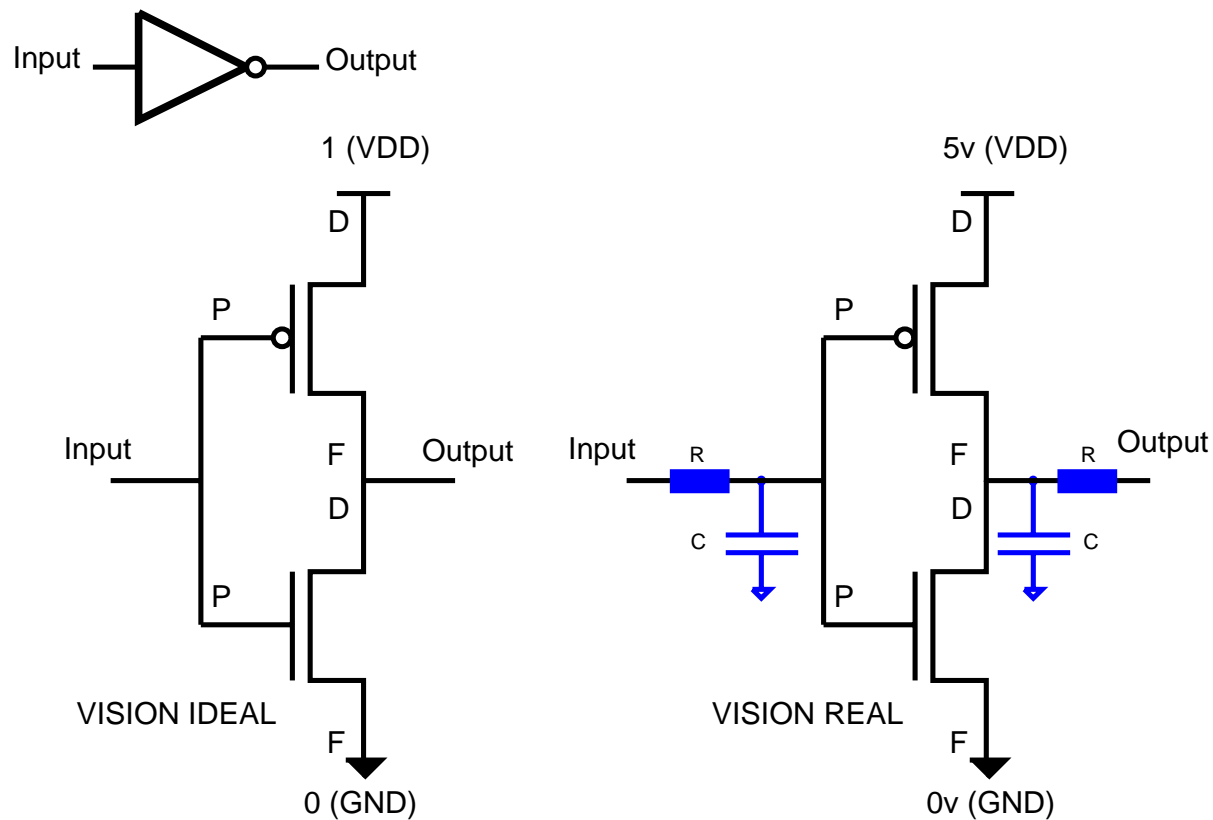 Input
Output
1 (VDD)
D
P
Input
F
Output
D
P
VISION IDEAL
F
0 (GND)
5v (VDD)
D
P
Input
R
F
R
Output
D
C
C
P
VISION REAL
F
0v (GND)